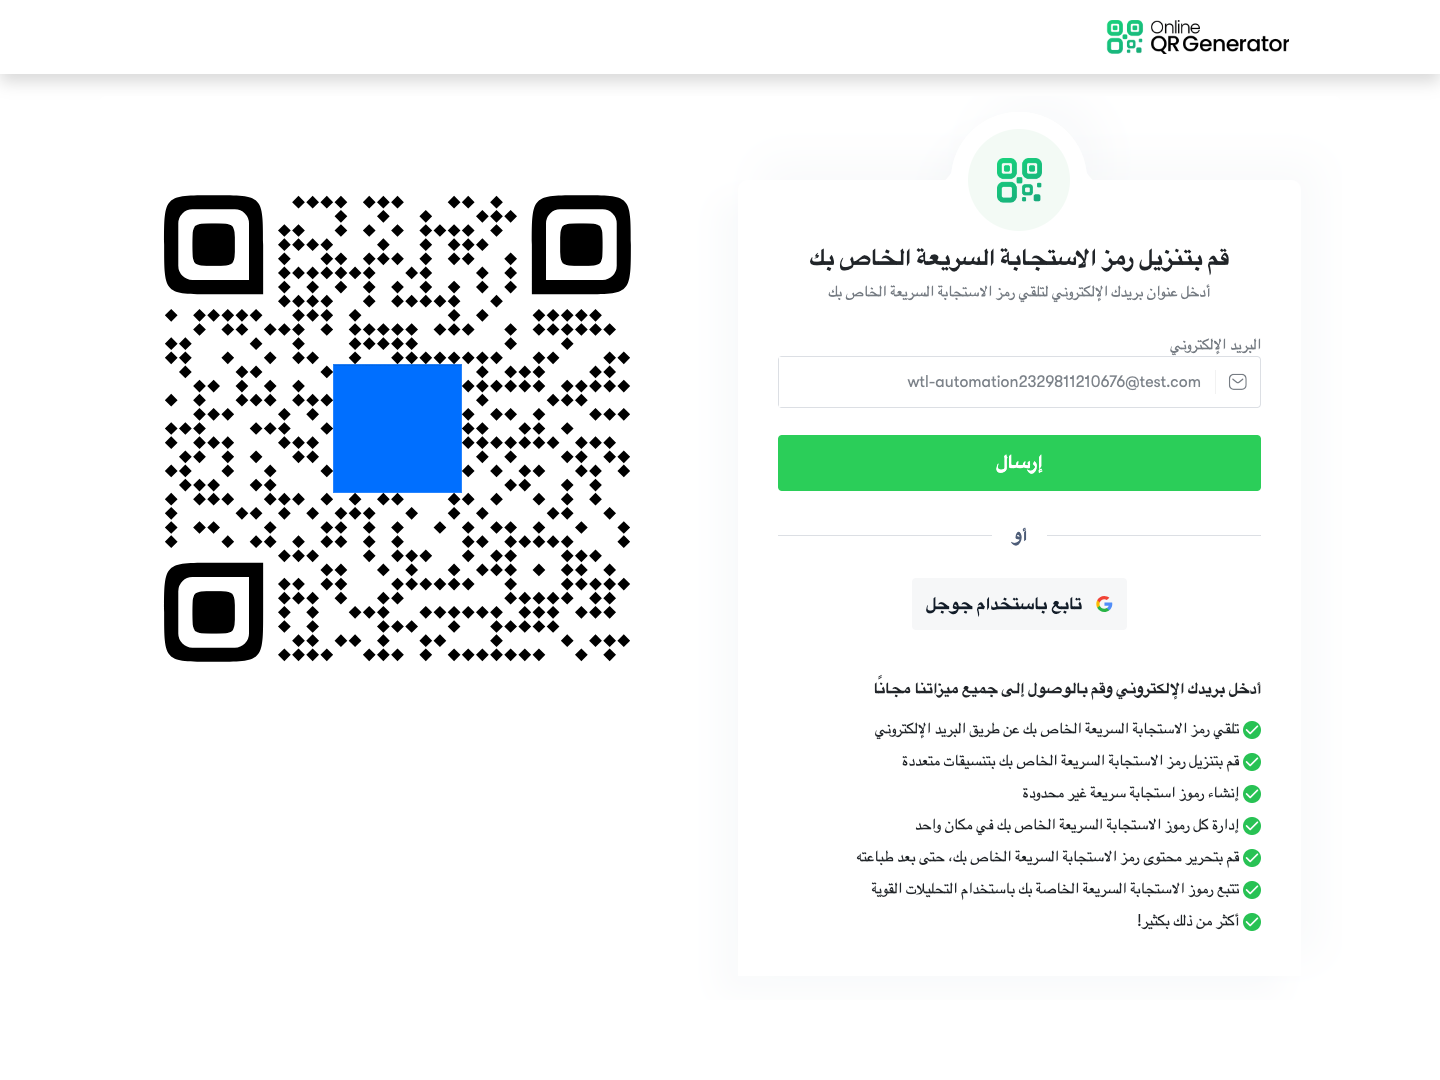 Online
QR Generator
قم بتنزيل رمز الاستجابة السريعة الخاص بك
أدخل عنوان بريدك الإلكتروني لتلقي رمز الاستجابة السريعة الخاص بك
البريد الإلكتروني
wtl-automation2329811210676@test.com
إرسال
أو
تابع باستخدام جوجل
أدخل بريدك الإلكتروني وقم بالوصول إلى جميع ميزاتنا مجانًا
تلقي رمز الاستجابة السريعة الخاص بك عن طريق البريد الإلكتروني
قم بتنزيل رمز الاستجابة السريعة الخاص بك بتنسيقات متعددة
إنشاء رموز استجابة سريعة غير محدودة
إدارة كل رموز الاستجابة السريعة الخاص بك في مكان واحد
قم بتحرير محتوى رمز الاستجابة السريعة الخاص بك، حتى بعد طباعته
تتبع رموز الاستجابة السريعة الخاصة بك باستخدام التحليلات القوية
أكثر من ذلك بكثير!